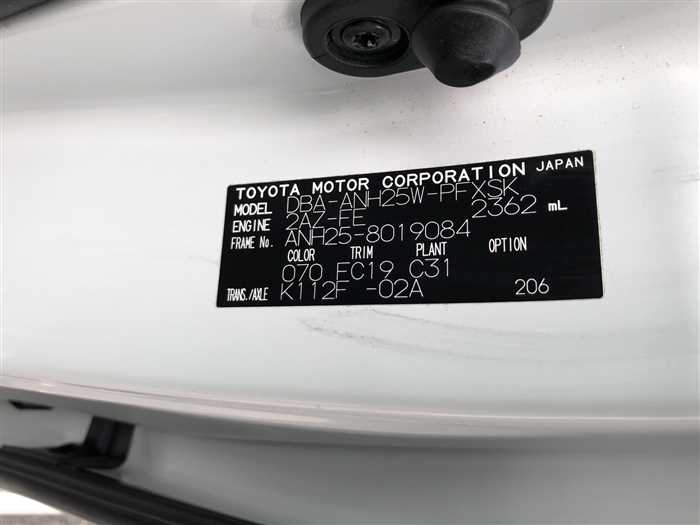 TOYOTA MOTOR CORPORATION JAPAN
MODEL DBA-ANH25W-PFXSK
ENGINE 2AZ-FE 2362 mL
FRAME No. ANH25-8019084
COLOR TRIM PLANT OPTION
070 FC19 C31
TRANS./AXLE K112F -02A 206